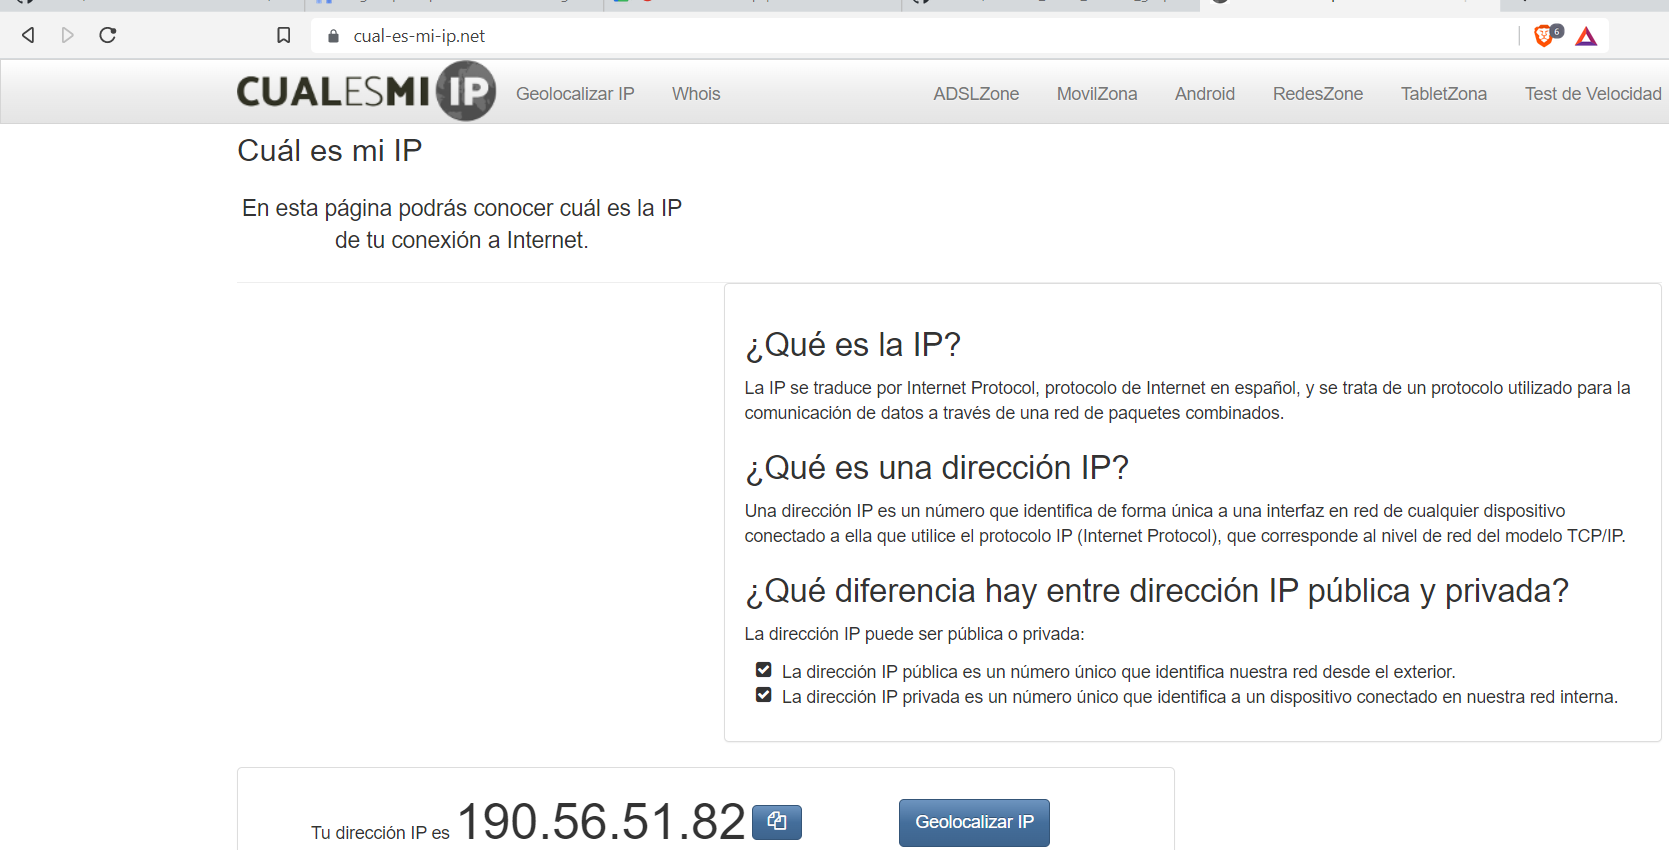 cual-es-mi-ip.net
6
CUALESMI IP
Geolocalizar IP
Whois
ADSLZone
MovilZona
Android
RedesZone
TabletZona
Test de Velocidad
Cuál es mi IP
En esta página podrás conocer cuál es la IP
de tu conexión a Internet.
¿Qué es la IP?
La IP se traduce por Internet Protocol, protocolo de Internet en español, y se trata de un protocolo utilizado para la
comunicación de datos a través de una red de paquetes combinados.
¿Qué es una dirección IP?
Una dirección IP es un número que identifica de forma única a una interfaz en red de cualquier dispositivo
conectado a ella que utilice el protocolo IP (Internet Protocol), que corresponde al nivel de red del modelo TCP/IP.
¿Qué diferencia hay entre dirección IP pública y privada?
La dirección IP puede ser pública o privada:
La dirección IP pública es un número único que identifica nuestra red desde el exterior.
La dirección IP privada es un número único que identifica a un dispositivo conectado en nuestra red interna.
Tu dirección IP es 190.56.51.82
Geolocalizar IP